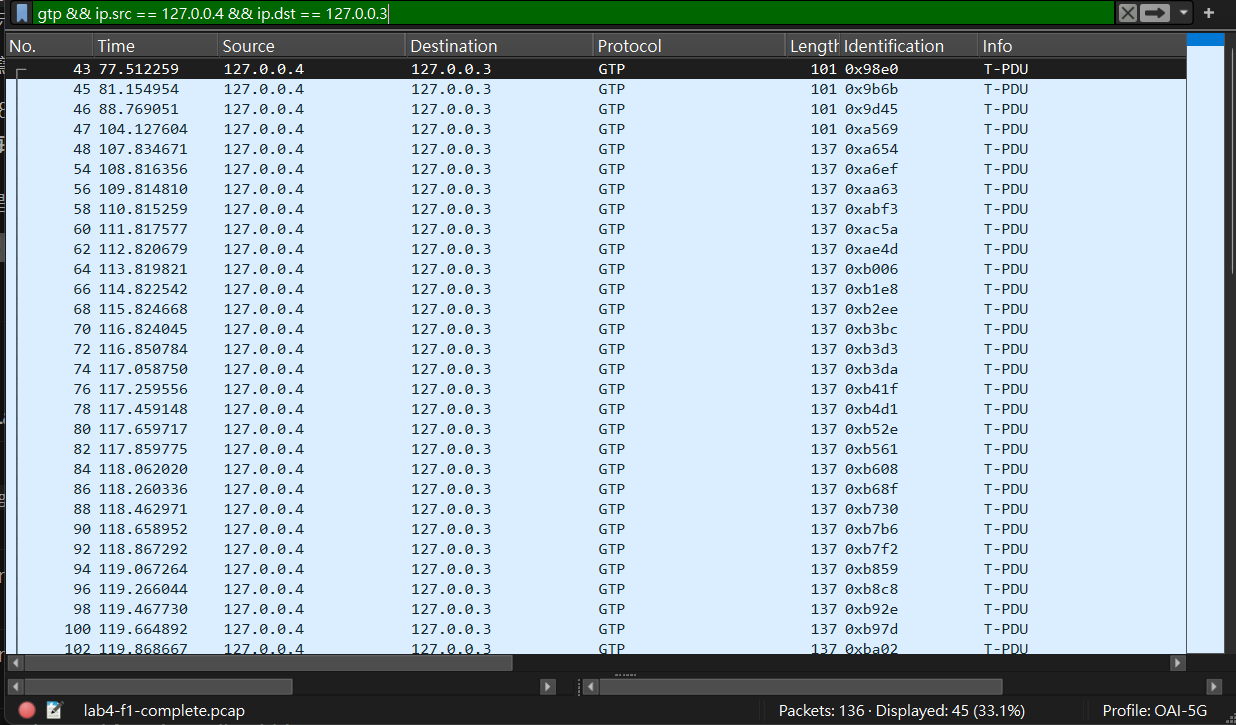 gtp && ip.src == 127.0.0.4 && ip.dst == 127.0.0.3
No. Time Source Destination Protocol Length Identification Info
43 77.512259 127.0.0.4 127.0.0.3 GTP 101 0x98e0 T-PDU
45 81.154954 127.0.0.4 127.0.0.3 GTP 101 0x9b6b T-PDU
46 88.769051 127.0.0.4 127.0.0.3 GTP 101 0x9d45 T-PDU
47 104.127604 127.0.0.4 127.0.0.3 GTP 101 0xa569 T-PDU
48 107.834671 127.0.0.4 127.0.0.3 GTP 137 0xa654 T-PDU
54 108.816356 127.0.0.4 127.0.0.3 GTP 137 0xa6ef T-PDU
56 109.814810 127.0.0.4 127.0.0.3 GTP 137 0xaa63 T-PDU
58 110.815259 127.0.0.4 127.0.0.3 GTP 137 0xabf3 T-PDU
60 111.817577 127.0.0.4 127.0.0.3 GTP 137 0xac5a T-PDU
62 112.820679 127.0.0.4 127.0.0.3 GTP 137 0xae4d T-PDU
64 113.819821 127.0.0.4 127.0.0.3 GTP 137 0xb006 T-PDU
66 114.822542 127.0.0.4 127.0.0.3 GTP 137 0xb1e8 T-PDU
68 115.824668 127.0.0.4 127.0.0.3 GTP 137 0xb2ee T-PDU
70 116.824045 127.0.0.4 127.0.0.3 GTP 137 0xb3bc T-PDU
72 116.850784 127.0.0.4 127.0.0.3 GTP 137 0xb3d3 T-PDU
74 117.058750 127.0.0.4 127.0.0.3 GTP 137 0xb3da T-PDU
76 117.259556 127.0.0.4 127.0.0.3 GTP 137 0xb41f T-PDU
78 117.459148 127.0.0.4 127.0.0.3 GTP 137 0xb4d1 T-PDU
80 117.659717 127.0.0.4 127.0.0.3 GTP 137 0xb52e T-PDU
82 117.859775 127.0.0.4 127.0.0.3 GTP 137 0xb561 T-PDU
84 118.062020 127.0.0.4 127.0.0.3 GTP 137 0xb608 T-PDU
86 118.260336 127.0.0.4 127.0.0.3 GTP 137 0xb68f T-PDU
88 118.462971 127.0.0.4 127.0.0.3 GTP 137 0xb730 T-PDU
90 118.658952 127.0.0.4 127.0.0.3 GTP 137 0xb7b6 T-PDU
92 118.867292 127.0.0.4 127.0.0.3 GTP 137 0xb7f2 T-PDU
94 119.067264 127.0.0.4 127.0.0.3 GTP 137 0xb859 T-PDU
96 119.266044 127.0.0.4 127.0.0.3 GTP 137 0xb8c8 T-PDU
98 119.467730 127.0.0.4 127.0.0.3 GTP 137 0xb92e T-PDU
100 119.664892 127.0.0.4 127.0.0.3 GTP 137 0xb97d T-PDU
102 119.868667 127.0.0.4 127.0.0.3 GTP 137 0xba02 T-PDU
lab4-f1-complete.pcap Packets: 136 · Displayed: 45 (33.1%) Profile: OAI-5G